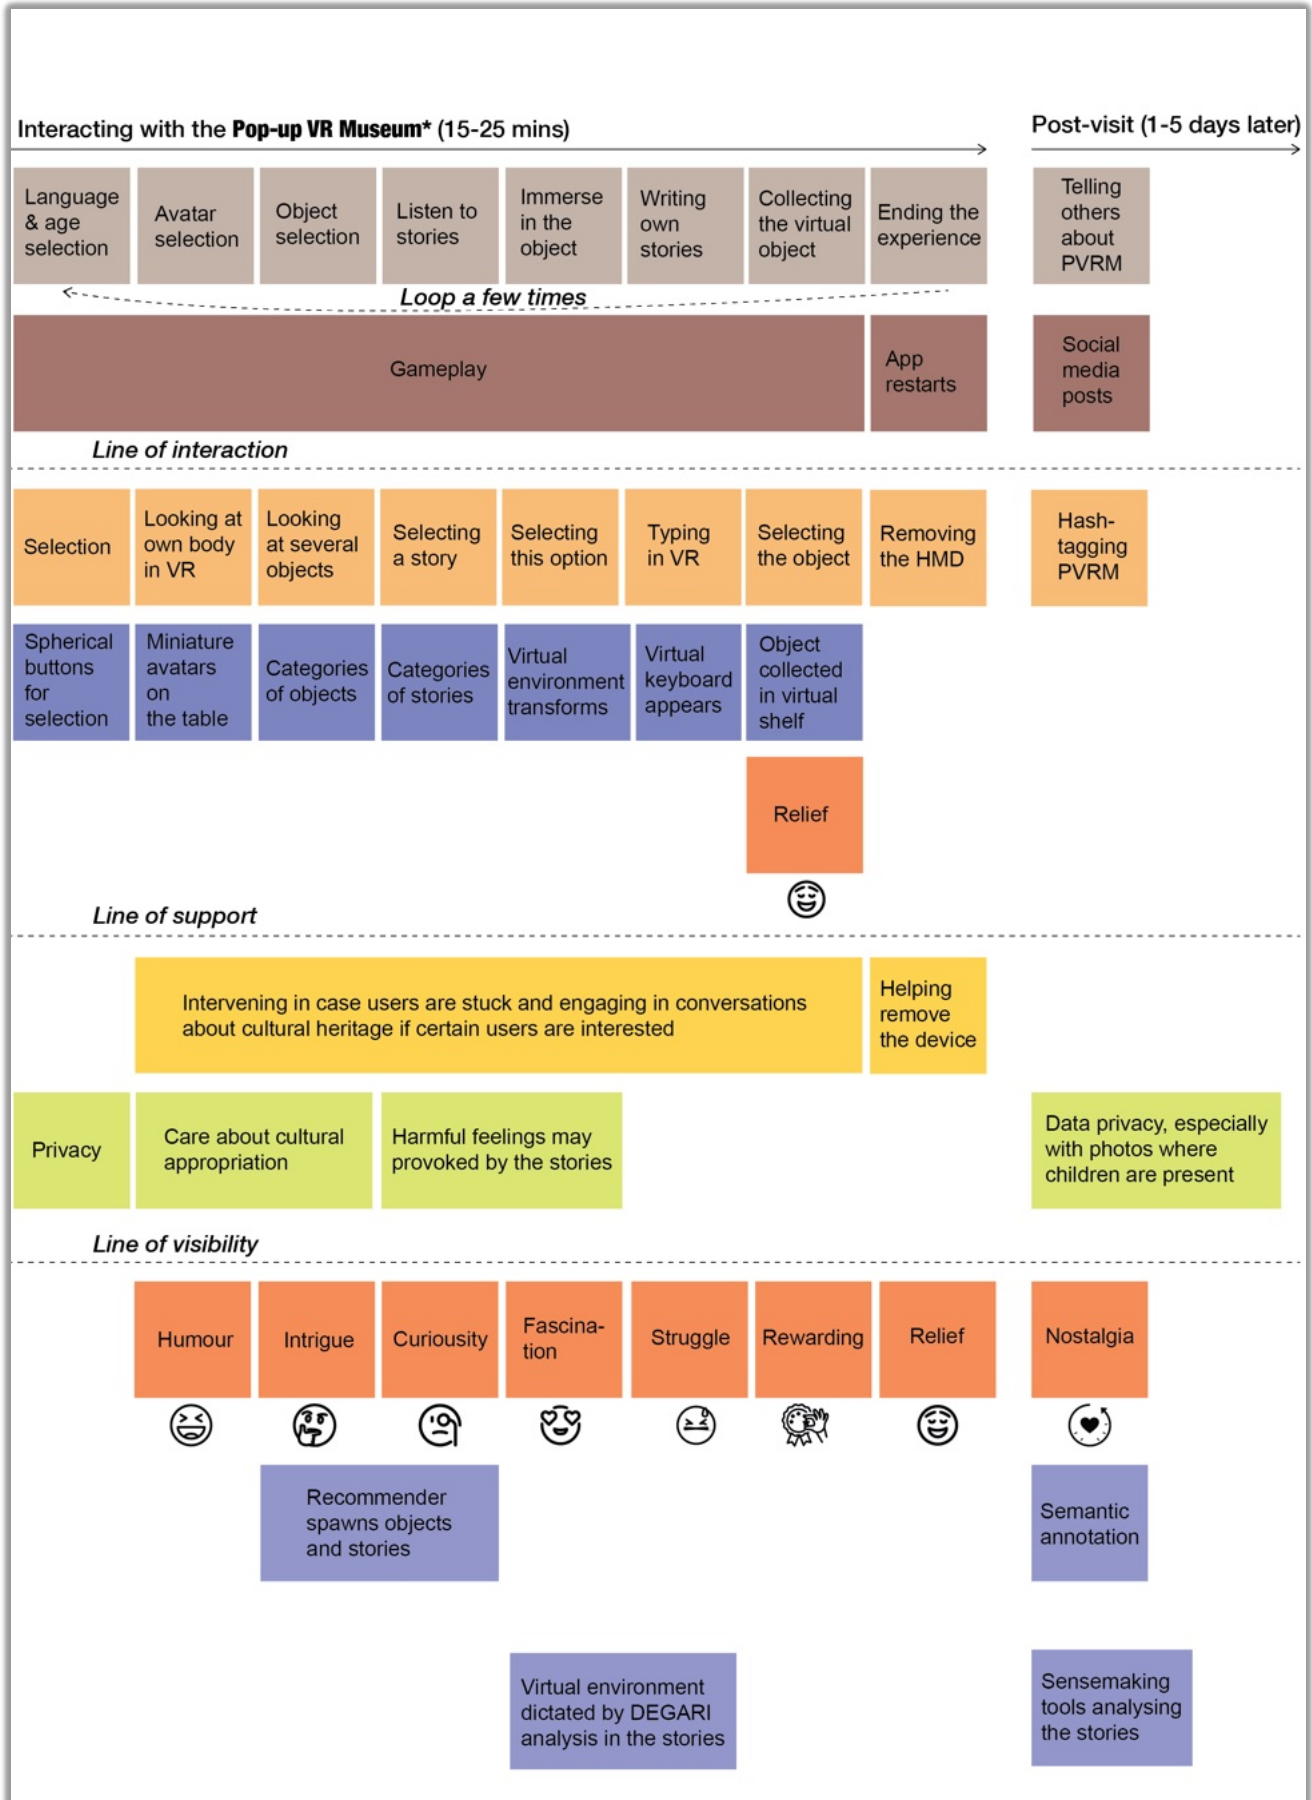 Interacting with the Pop-up VR Museum* (15-25 mins)
Post-visit (1-5 days later)
Language
& age
selection
Avatar
selection
Object
selection
Listen to
stories
Immerse
in the
object
Writing
own
stories
Collecting
the virtual
object
Ending the
experience
Telling
others
about
PVRM
Loop a few times
Gameplay
App
restarts
Social
media
posts
Line of interaction
Selection
Looking at
own body
in VR
Looking
at several
objects
Selecting
a story
Selecting
this option
Typing
in VR
Selecting
the object
Removing
the HMD
Hash-
tagging
PVRM
Spherical
buttons
for
selection
Miniature
avatars
on
the table
Categories
of objects
Categories
of stories
Virtual
environment
transforms
Virtual
keyboard
appears
Object
collected
in virtual
shelf
Relief
Line of support
Intervening in case users are stuck and engaging in conversations
about cultural heritage if certain users are interested
Helping
remove
the device
Privacy
Care about cultural
appropriation
Harmful feelings may
provoked by the stories
Data privacy, especially
with photos where
children are present
Line of visibility
Humour
Intrigue
Curiousity
Fascina-
tion
Struggle
Rewarding
Relief
Nostalgia
Recommender
spawns objects
and stories
Semantic
annotation
Virtual environment
dictated by DEGARI
analysis in the stories
Sensemaking
tools analysing
the stories